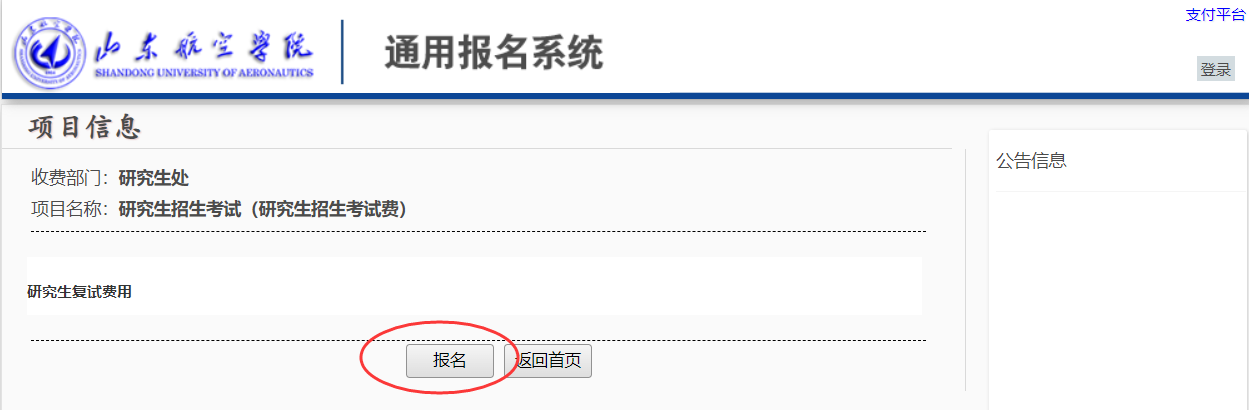 支付平台
山东航空学院
SHANDONG UNIVERSITY OF AERONAUTICS
通用报名系统
登录
项目信息
收费部门：研究生处
项目名称：研究生招生考试（研究生招生考试费）
研究生复试费用
报名 返回首页
公告信息